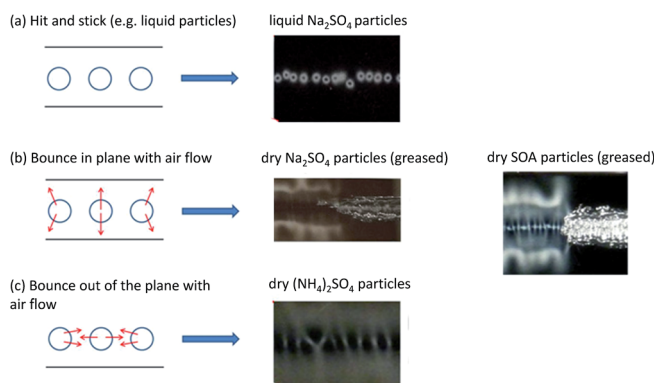 (a) Hit and stick (e.g. liquid particles)
liquid Na₂SO₄ particles
(b) Bounce in plane with air flow
dry Na₂SO₄ particles (greased)
dry SOA particles (greased)
(c) Bounce out of the plane with
air flow
dry (NH₄)₂SO₄ particles